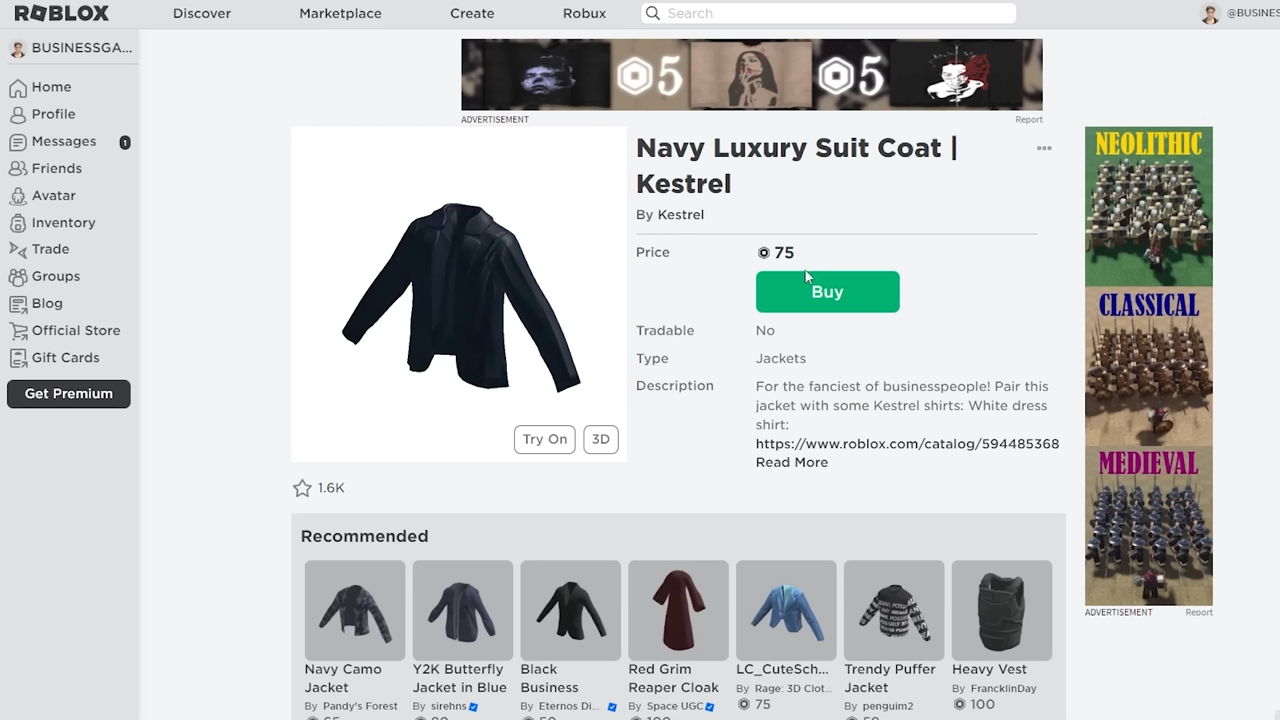 ROBLOX
Discover
Marketplace
Create
Robux
Search
@BUSINES
BUSINESSGA...
Home
Profile
Messages
1
Friends
Avatar
Inventory
Trade
Groups
Blog
Official Store
Gift Cards
Get Premium
5
5
ADVERTISEMENT
Report
Navy Luxury Suit Coat |
Kestrel
By Kestrel
Price
75
Buy
Tradable
No
Type
Jackets
Description
For the fanciest of businesspeople! Pair this
jacket with some Kestrel shirts: White dress
shirt:
https://www.roblox.com/catalog/594485368
Read More
Try On
3D
1.6K
NEOLITHIC
CLASSICAL
MEDIEVAL
ADVERTISEMENT
Report
Recommended
Navy Camo
Jacket
By Pandy's Forest
Y2K Butterfly
Jacket in Blue
By sirehns
Black
Business
By Eternos Di...
Red Grim
Reaper Cloak
By Space UGC
LC_CuteSch...
By Rage: 3D Clot...
75
Trendy Puffer
Jacket
By penguim2
Heavy Vest
By FrancklinDay
100